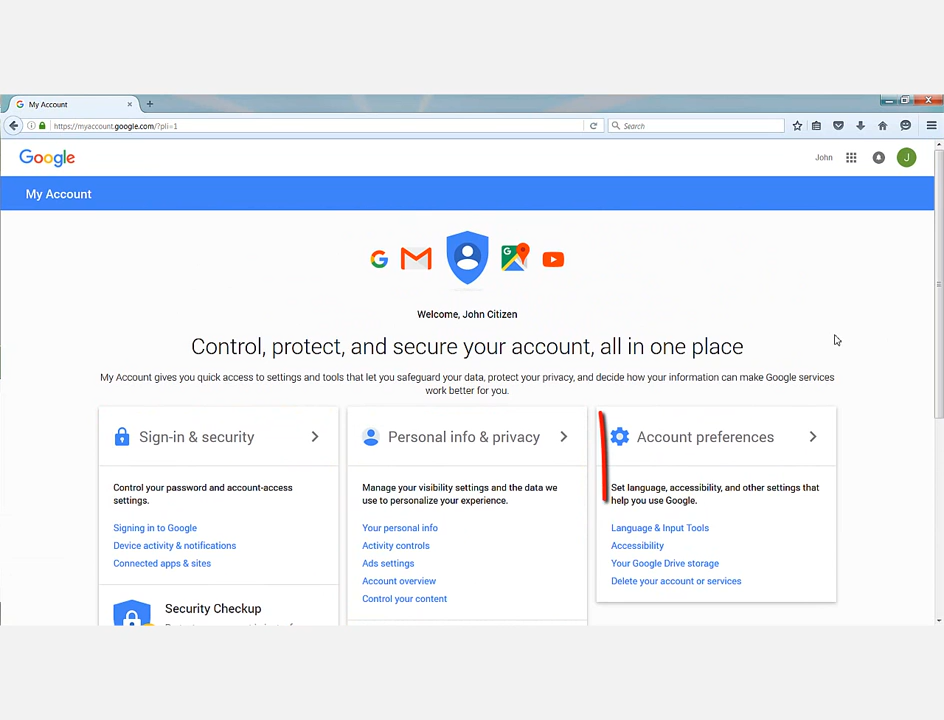 My Account
https://myaccount.google.com/?pli=1
Search
Google
John
J
My Account
G
G
Welcome, John Citizen
Control, protect, and secure your account, all in one place
My Account gives you quick access to settings and tools that let you safeguard your data, protect your privacy, and decide how your information can make Google services
work better for you.
Sign-in & security
Control your password and account-access
settings.
Signing in to Google
Device activity & notifications
Connected apps & sites
Security Checkup
Personal info & privacy
Manage your visibility settings and the data we
use to personalize your experience.
Your personal info
Activity controls
Ads settings
Account overview
Control your content
Account preferences
Set language, accessibility, and other settings that
help you use Google.
Language & Input Tools
Accessibility
Your Google Drive storage
Delete your account or services